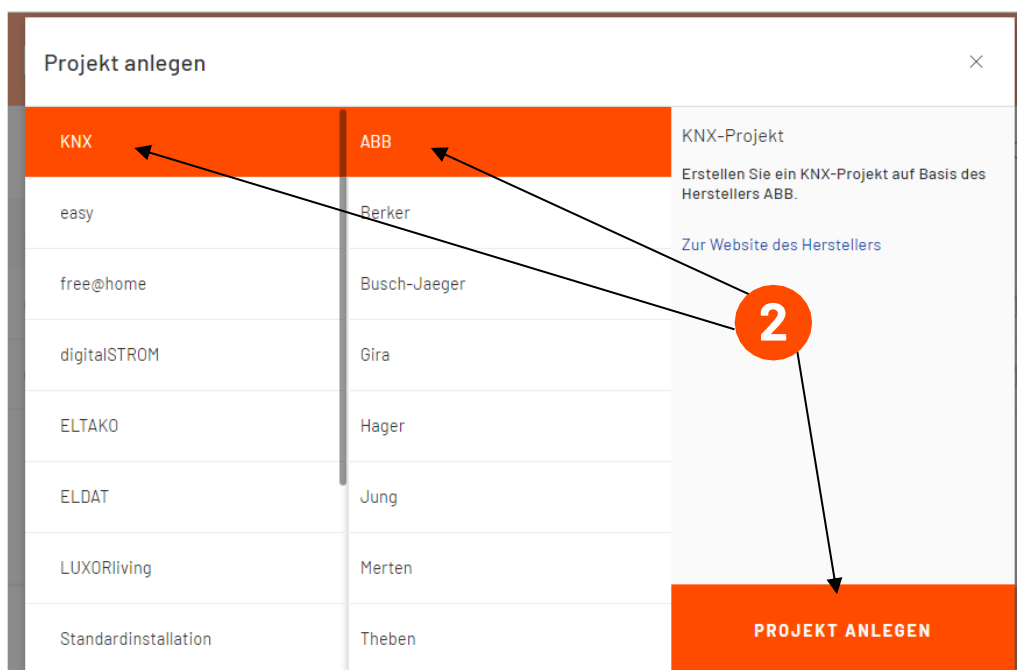 Projekt anlegen
KNX
easy
free@home
digitalSTROM
ELTAKO
ELDAT
LUXORliving
Standardinstallation
ABB
Berker
Busch-Jaeger
Gira
Hager
Jung
Merten
Theben
KNX-Projekt
Erstellen Sie ein KNX-Projekt auf Basis des
Herstellers ABB.
Zur Website des Herstellers
2
PROJEKT ANLEGEN